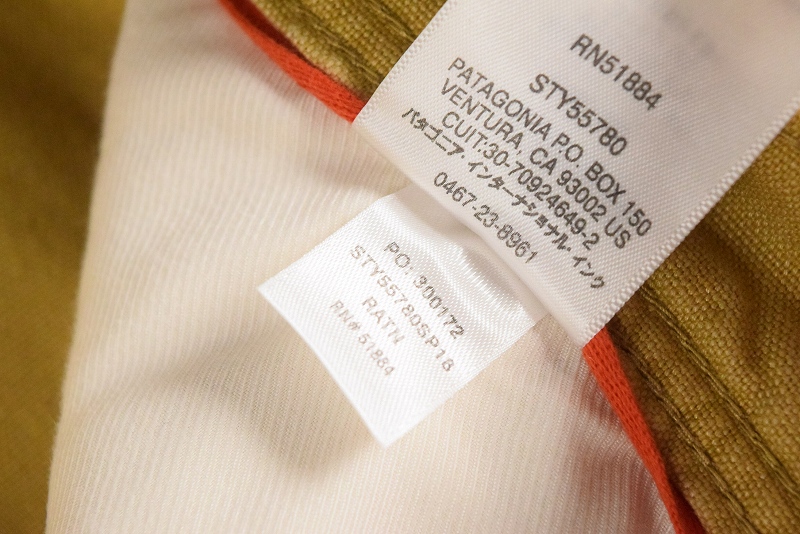 RN51884
STY55780
PATAGONIA P.O. BOX 150
VENTURA, CA 93002 US
CUIT:30-70924649-2
パタゴニア・インターナショナル・インク
0467-23-8961
PO: 300172
STY55780SP18
RATN
RN# 51884